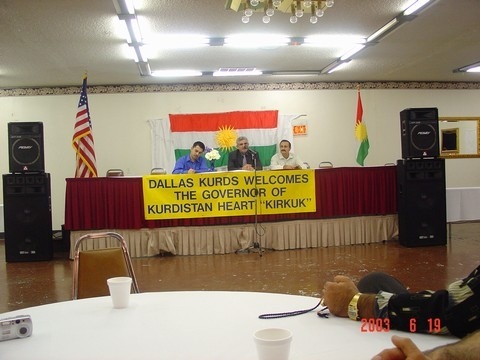 DALLAS KURDS WELCOMES
THE GOVERNOR OF
KURDISTAN HEART "KIRKUK"
2003 6 19